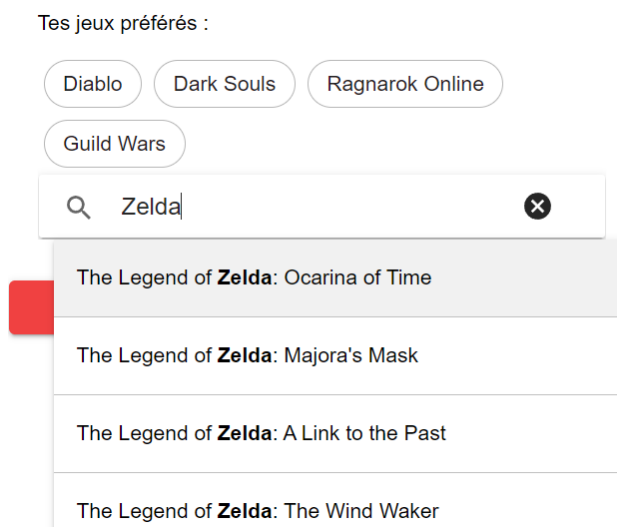 Tes jeux préférés :
Diablo Dark Souls Ragnarok Online
Guild Wars
Zelda
The Legend of Zelda: Ocarina of Time
The Legend of Zelda: Majora's Mask
The Legend of Zelda: A Link to the Past
The Legend of Zelda: The Wind Waker